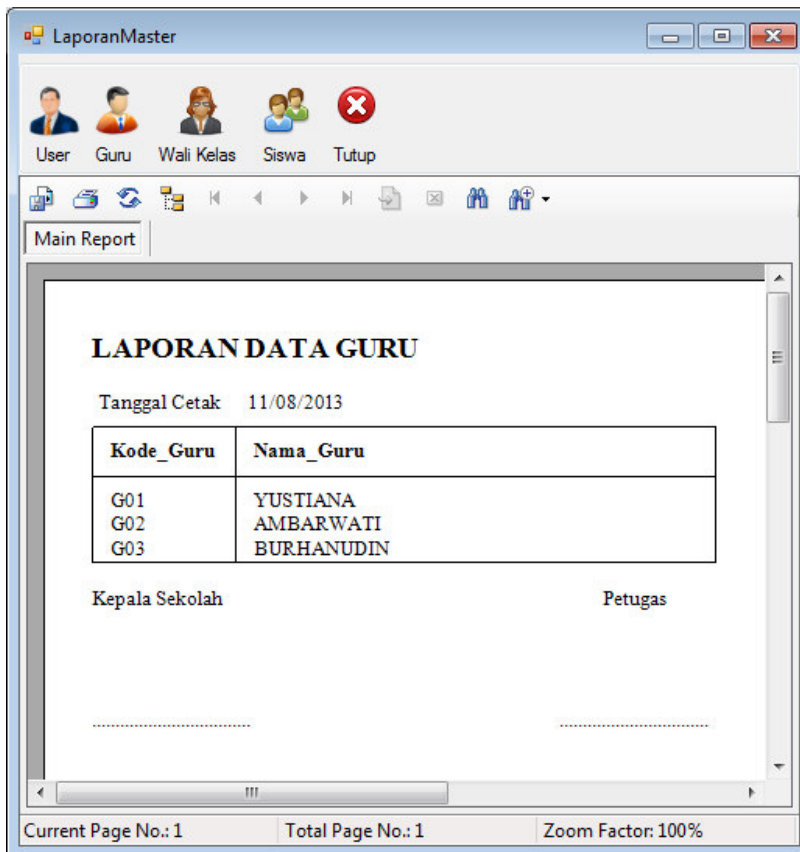 LaporanMaster
User Guru Wali Kelas Siswa Tutup
Main Report
LAPORAN DATA GURU
Tanggal Cetak 11/08/2013
Kode_Guru Nama_Guru
G01 YUSTIANA
G02 AMBARWATI
G03 BURHANUDIN
Kepala Sekolah Petugas
Current Page No.: 1 Total Page No.: 1 Zoom Factor: 100%